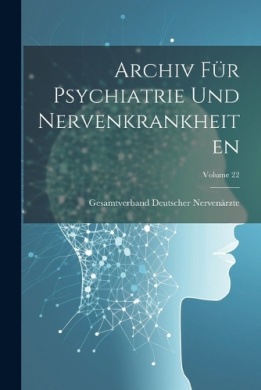 Archiv Für
Psychiatrie Und
Nervenkrankheit
en
Volume 22
Gesamtverband Deutscher Nervenärzte